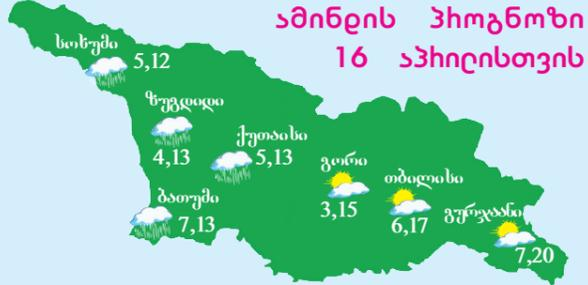 ამინდის პროგნოზი
16 აპრილისთვის
სოხუმი
5,12
ზუგდიდი
4,13
ქუთაისი
5,13
გორი
3,15
თბილისი
6,17
ბათუმი
7,13
გურჯაანი
7,20